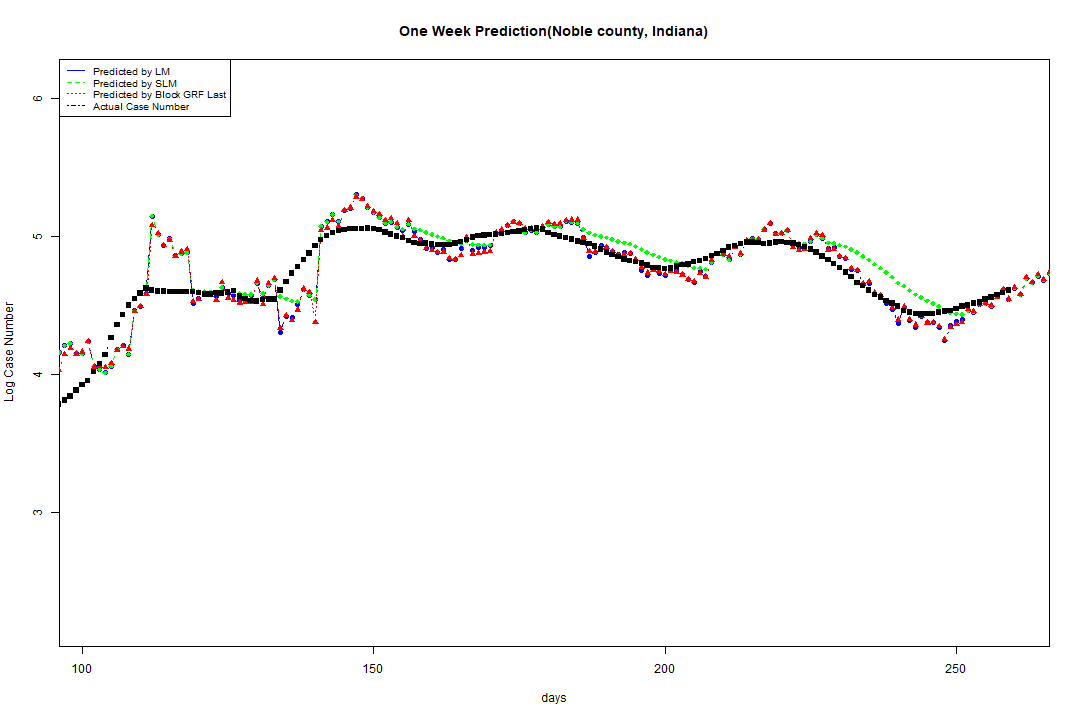 One Week Prediction(Noble county, Indiana)
Predicted by LM
Predicted by SLM
Predicted by Block GRF Last
Actual Case Number
6
5
4
3
Log Case Number
100
150
200
250
days